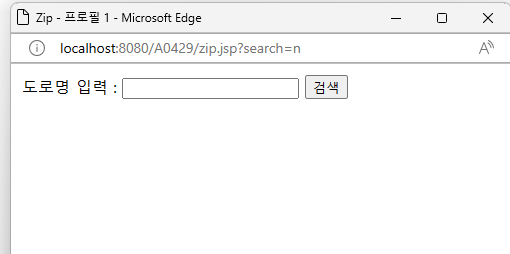 Zip - 프로필 1 - Microsoft Edge
localhost:8080/A0429/zip.jsp?search=n
도로명 입력 : 검색